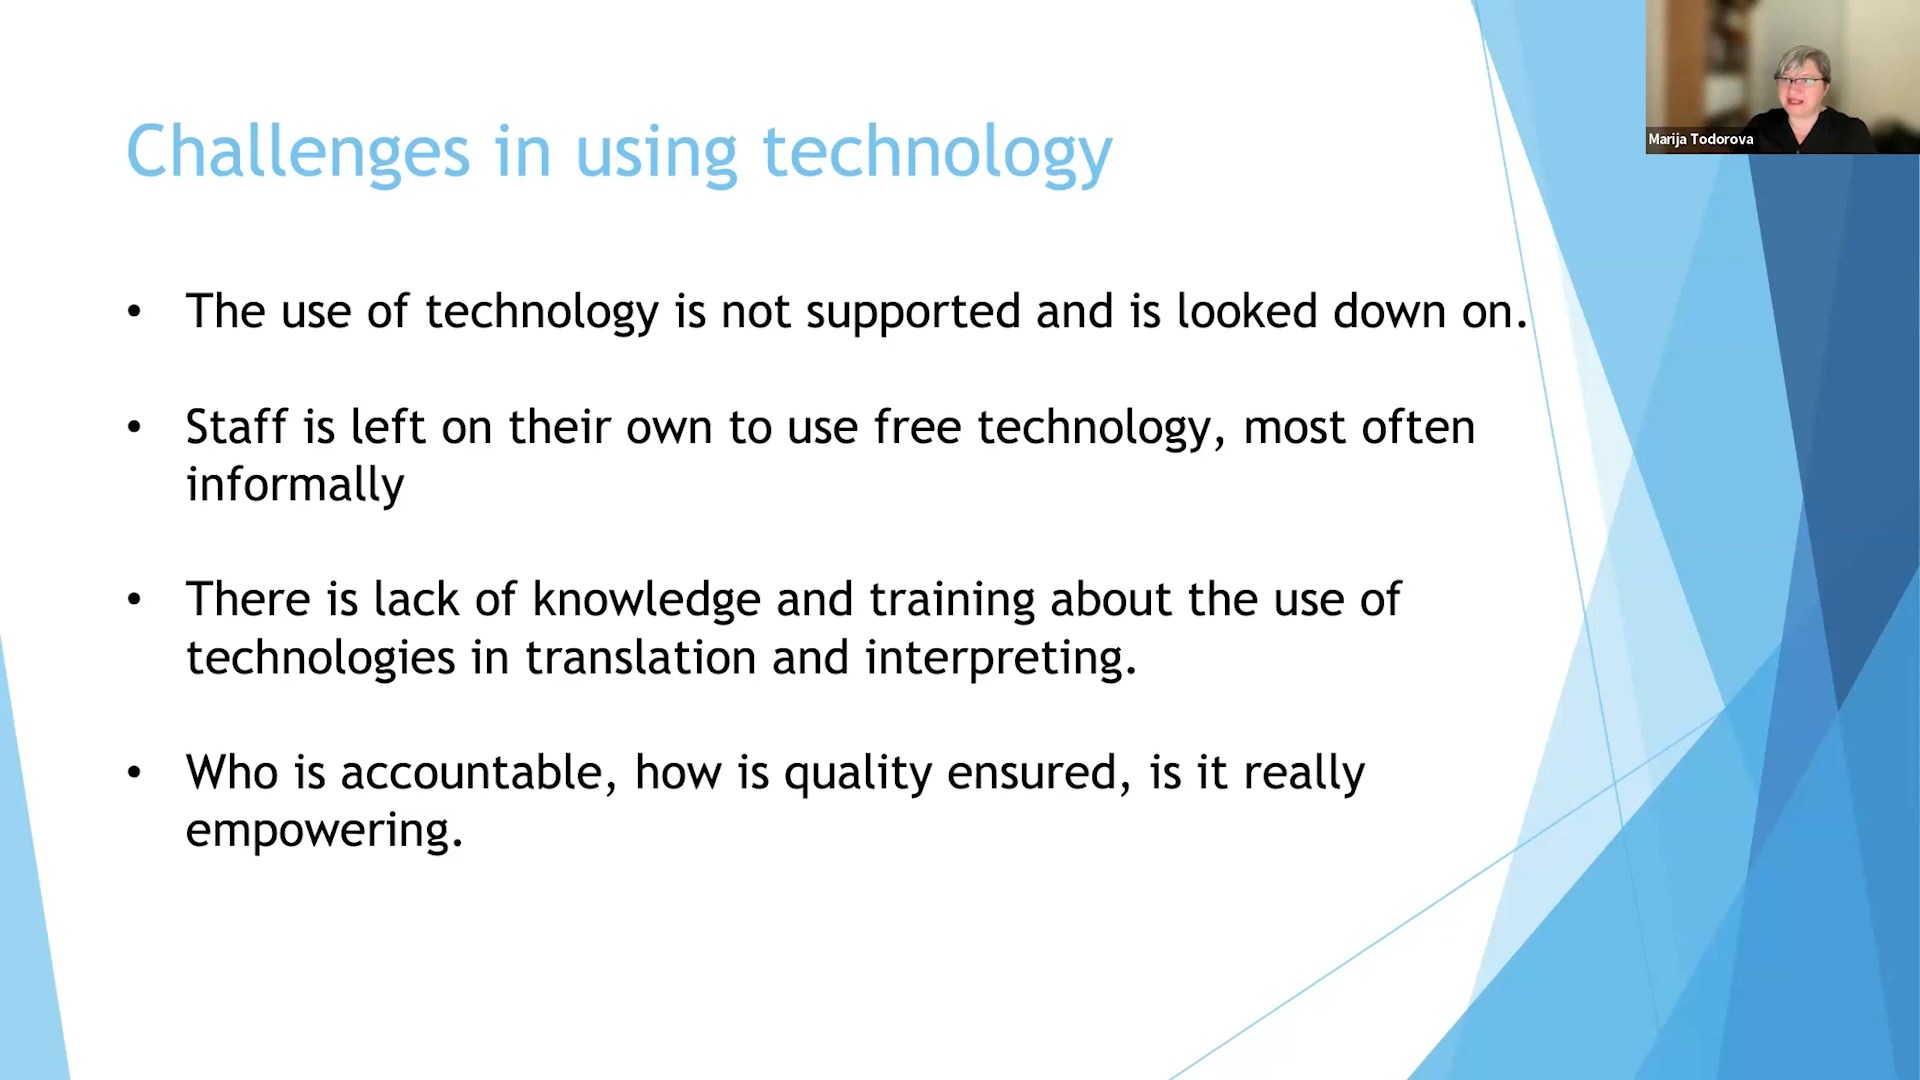 Challenges in using technology
• The use of technology is not supported and is looked down on.
• Staff is left on their own to use free technology, most often
informally
• There is lack of knowledge and training about the use of
technologies in translation and interpreting.
• Who is accountable, how is quality ensured, is it really
empowering.
Marija Todorova